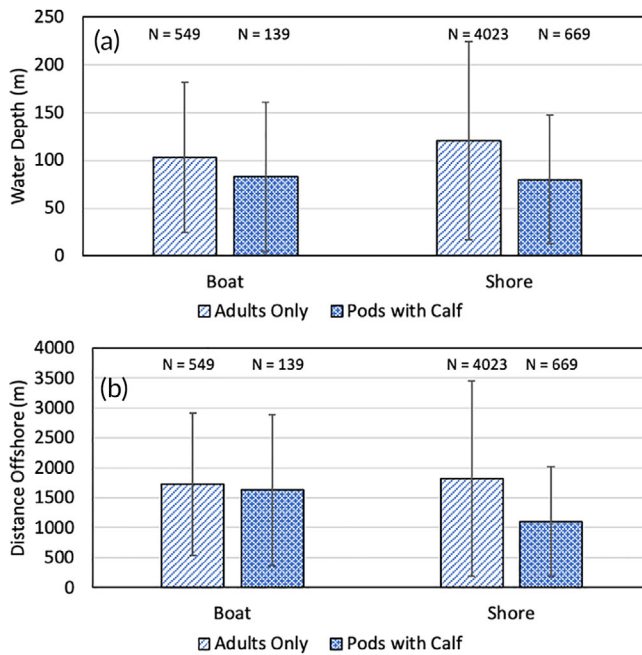 250
(a)
N = 549
N = 139
N = 4023
N = 669
200
150
100
50
0
Water Depth (m)
Boat
Shore
Adults Only
Pods with Calf
4000
(b)
N = 549
N = 139
N = 4023
N = 669
3500
3000
2500
2000
1500
1000
500
0
Distance Offshore (m)
Boat
Shore
Adults Only
Pods with Calf